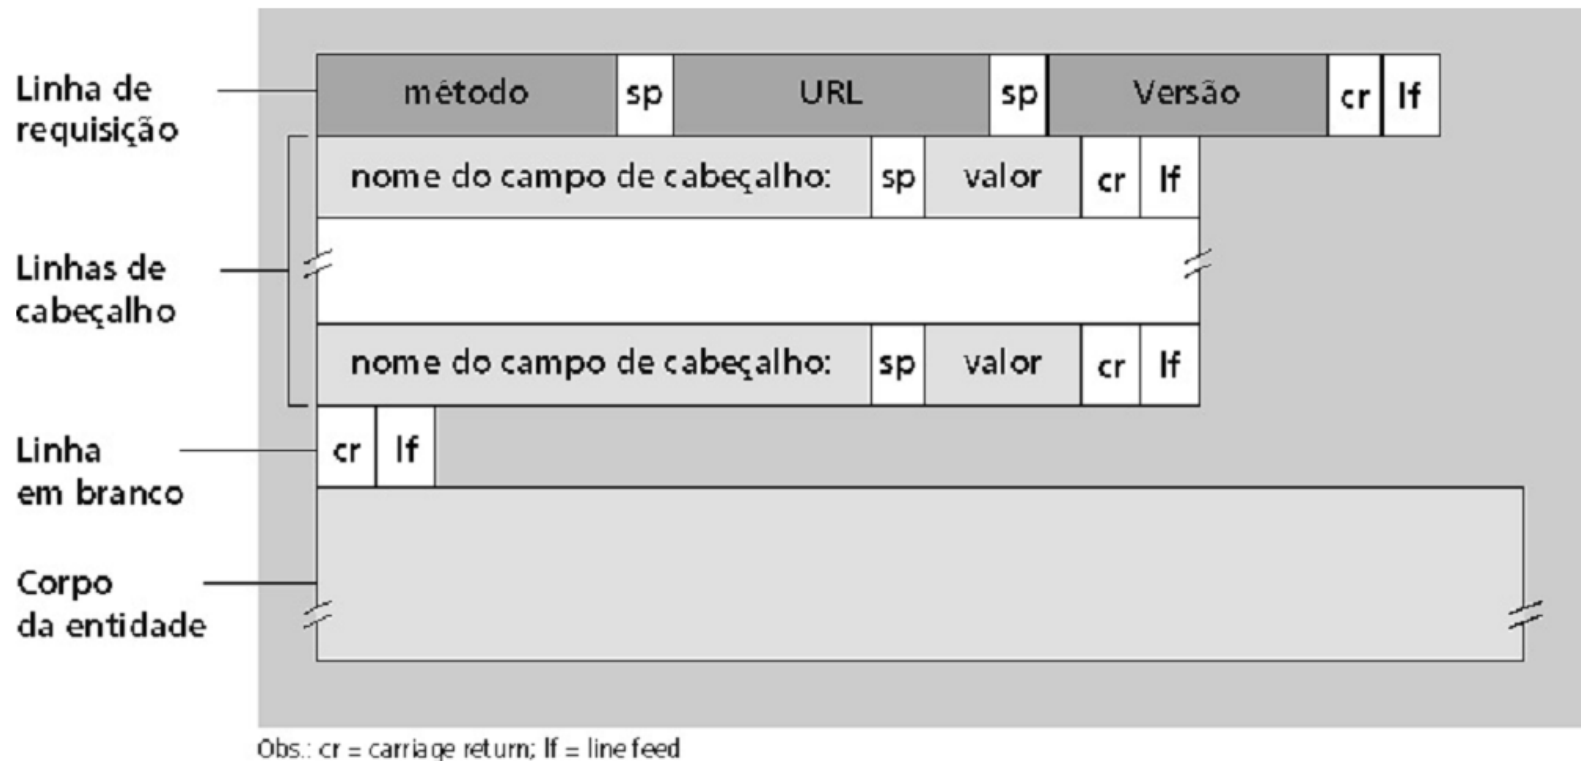 Linha de
requisição
método sp URL sp Versão cr lf
nome do campo de cabeçalho: sp valor cr lf
Linhas de
cabeçalho
nome do campo de cabeçalho: sp valor cr lf
Linha
em branco
cr lf
Corpo
da entidade
Obs.: cr = carriage return; lf = line feed